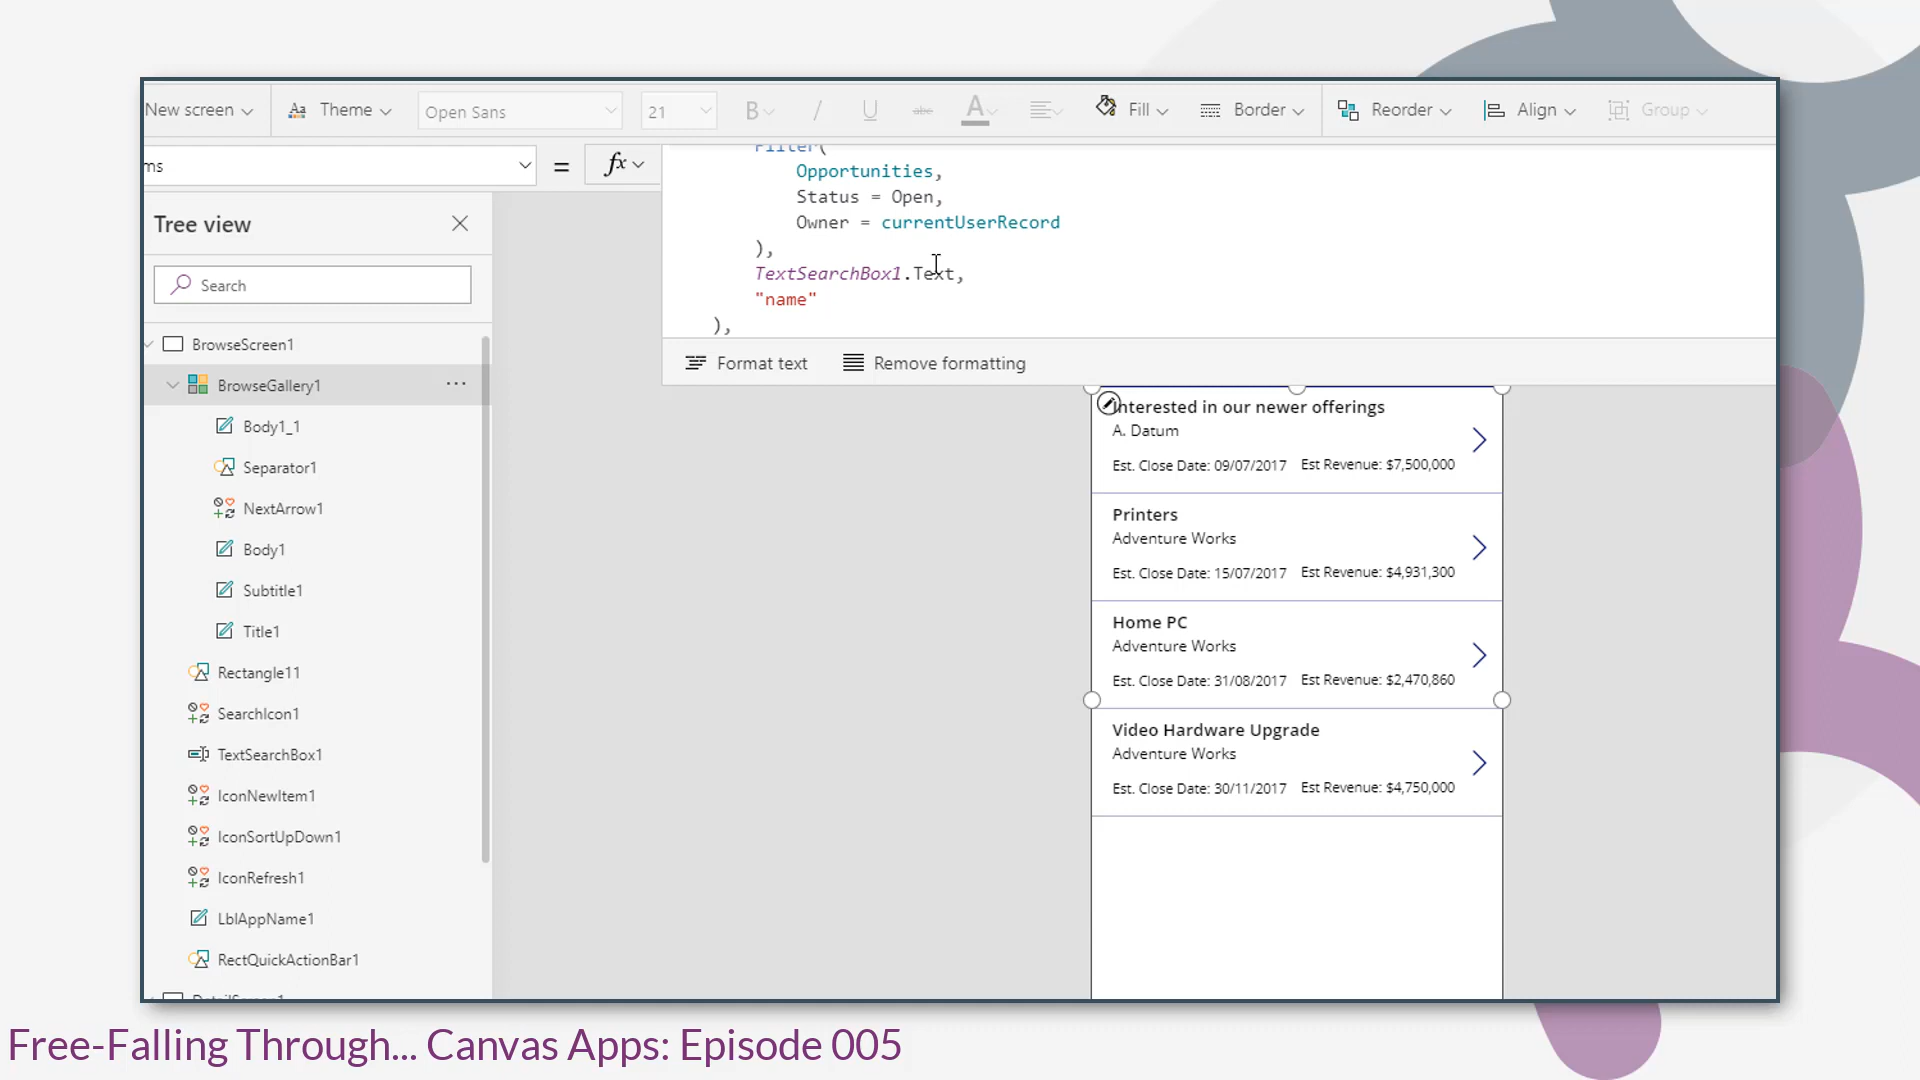 New screen
Theme
Open Sans
21
B
/
U
abc
A
Fill
Border
Reorder
Align
Group
ms
=
fx
Filter(
Opportunities,
Status = Open,
Owner = currentUserRecord
),
TextSearchBox1.Text,
"name"
),
Format text
Remove formatting
Tree view
Search
BrowseScreen1
BrowseGallery1
Body1_1
Separator1
NextArrow1
Body1
Subtitle1
Title1
Rectangle11
SearchIcon1
TextSearchBox1
IconNewItem1
IconSortUpDown1
IconRefresh1
LblAppName1
RectQuickActionBar1
DetailScreen1
Interested in our newer offerings
A. Datum
Est. Close Date: 09/07/2017 Est Revenue: $7,500,000
Printers
Adventure Works
Est. Close Date: 15/07/2017 Est Revenue: $4,931,300
Home PC
Adventure Works
Est. Close Date: 31/08/2017 Est Revenue: $2,470,860
Video Hardware Upgrade
Adventure Works
Est. Close Date: 30/11/2017 Est Revenue: $4,750,000
Free-Falling Through... Canvas Apps: Episode 005